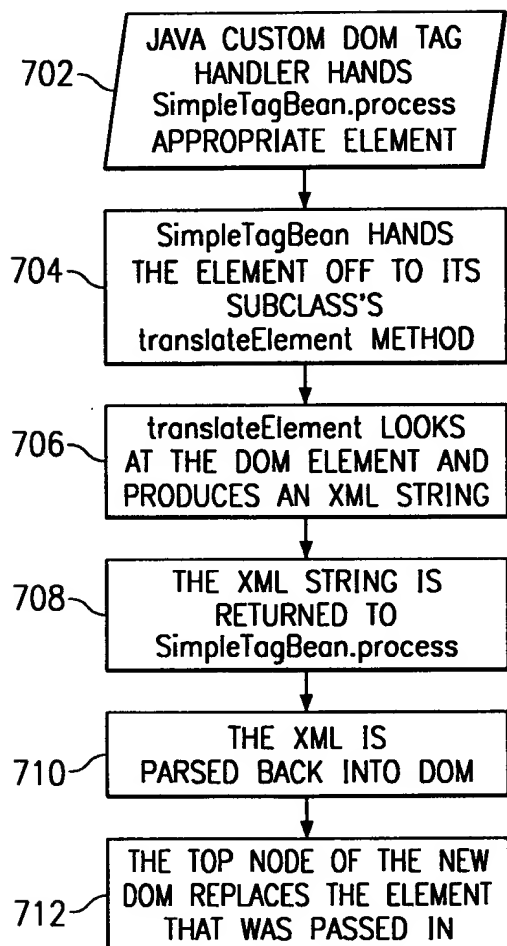 702
JAVA CUSTOM DOM TAG
HANDLER HANDS
SimpleTagBean.process
APPROPRIATE ELEMENT
704
SimpleTagBean HANDS
THE ELEMENT OFF TO ITS
SUBCLASS'S
translateElement METHOD
706
translateElement LOOKS
AT THE DOM ELEMENT AND
PRODUCES AN XML STRING
708
THE XML STRING IS
RETURNED TO
SimpleTagBean.process
710
THE XML IS
PARSED BACK INTO DOM
712
THE TOP NODE OF THE NEW
DOM REPLACES THE ELEMENT
THAT WAS PASSED IN